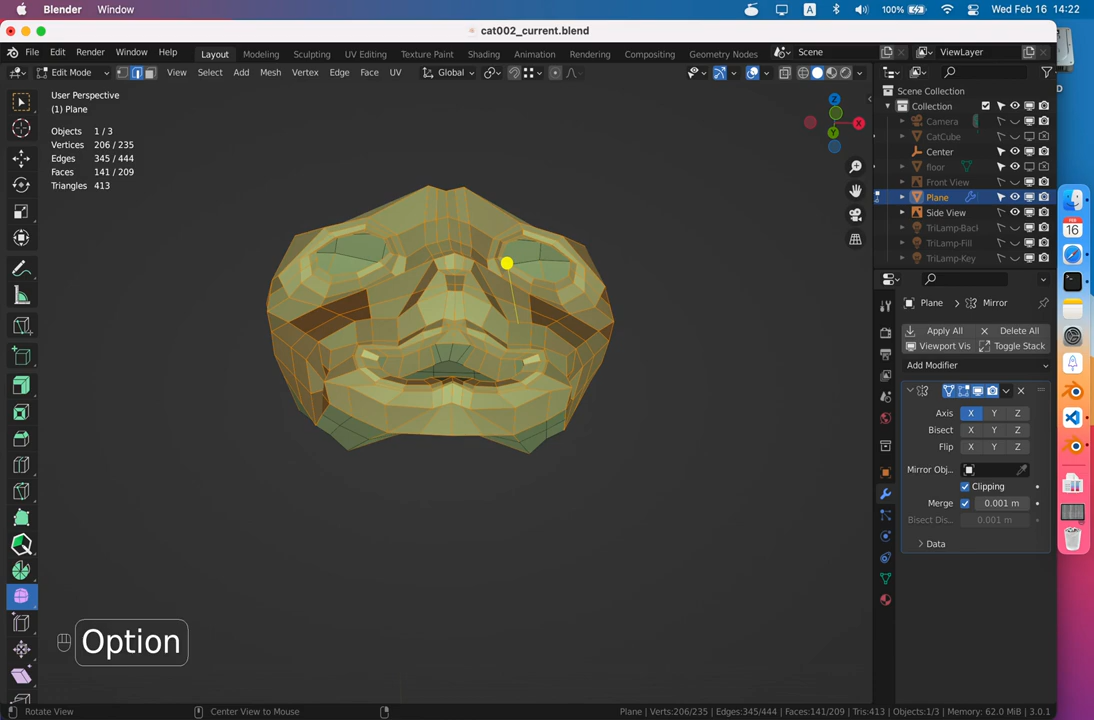 Blender Window 100% Wed Feb 16 14:22
cat002_current.blend
File Edit Render Window Help Layout Modeling Sculpting UV Editing Texture Paint Shading Animation Rendering Compositing Geometry Nodes Scene ViewLayer
Edit Mode View Select Add Mesh Vertex Edge Face UV Global
User Perspective
(1) Plane
Objects 1 / 3
Vertices 206 / 235
Edges 345 / 444
Faces 141 / 209
Triangles 413
Z
X
Y
Scene Collection
Collection
Camera
CatCube
Center
floor
Front View
Plane
Side View
TriLamp-Back
TriLamp-Fill
TriLamp-Key
Plane Mirror
Apply All Delete All
Viewport Vis Toggle Stack
Add Modifier
Axis X Y Z
Bisect X Y Z
Flip X Y Z
Mirror Obj...
Clipping
Merge 0.001 m
Bisect Dis... 0.001 m
Data
FEB
16
Option
Rotate View Center View to Mouse Plane | Verts:206/235 | Edges:345/444 | Faces:141/209 | Tris:413 | Objects:1/3 | Memory: 62.0 MiB | 3.0.1